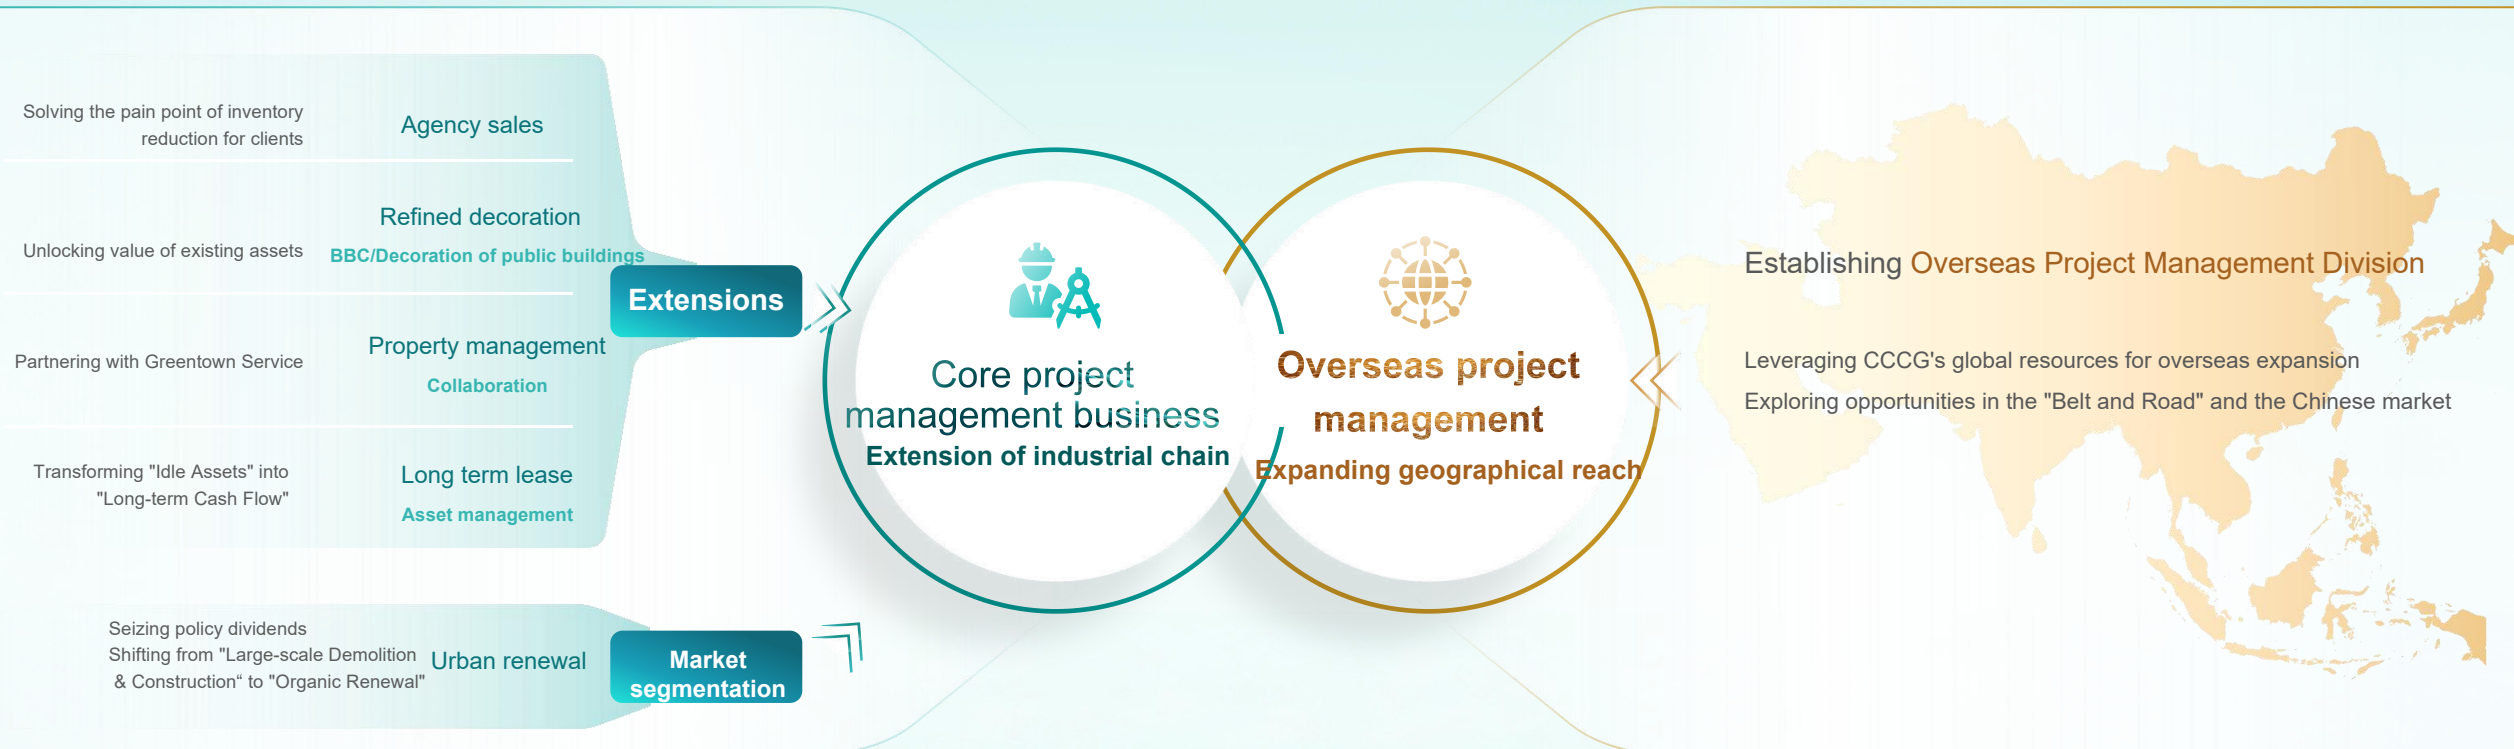 Solving the pain point of inventory
reduction for clients
Agency sales
Refined decoration
Unlocking value of existing assets
BBC/Decoration of public buildings
Property management
Partnering with Greentown Service
Collaboration
Transforming "Idle Assets" into
"Long-term Cash Flow"
Long term lease
Asset management
Extensions
Seizing policy dividends
Shifting from "Large-scale Demolition
& Construction“ to "Organic Renewal"
Urban renewal
Market
segmentation
Core project
management business
Extension of industrial chain
Overseas project
management
Expanding geographical reach
Establishing Overseas Project Management Division
Leveraging CCCG's global resources for overseas expansion
Exploring opportunities in the "Belt and Road" and the Chinese market